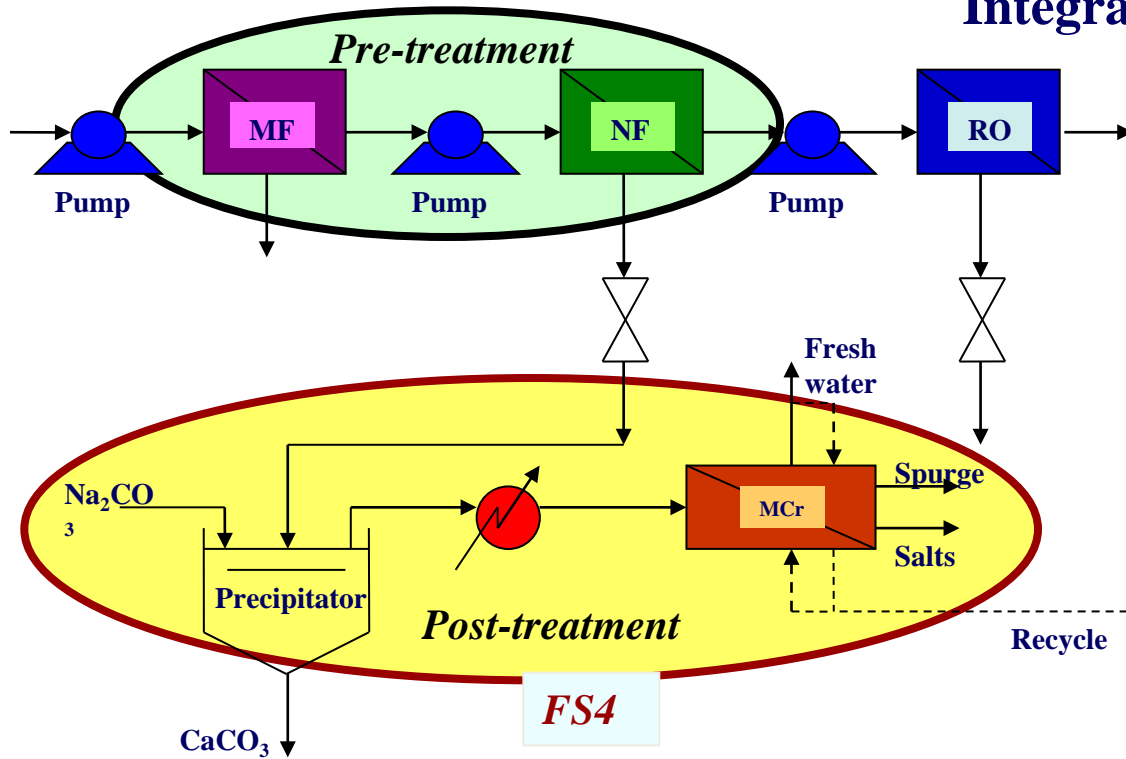 Integra
Pre-treatment
MF
NF
RO
Pump
Pump
Pump
Fresh
water
Na₂CO
3
Spurge
MCr
Salts
Precipitator
Post-treatment
Recycle
FS4
CaCO₃